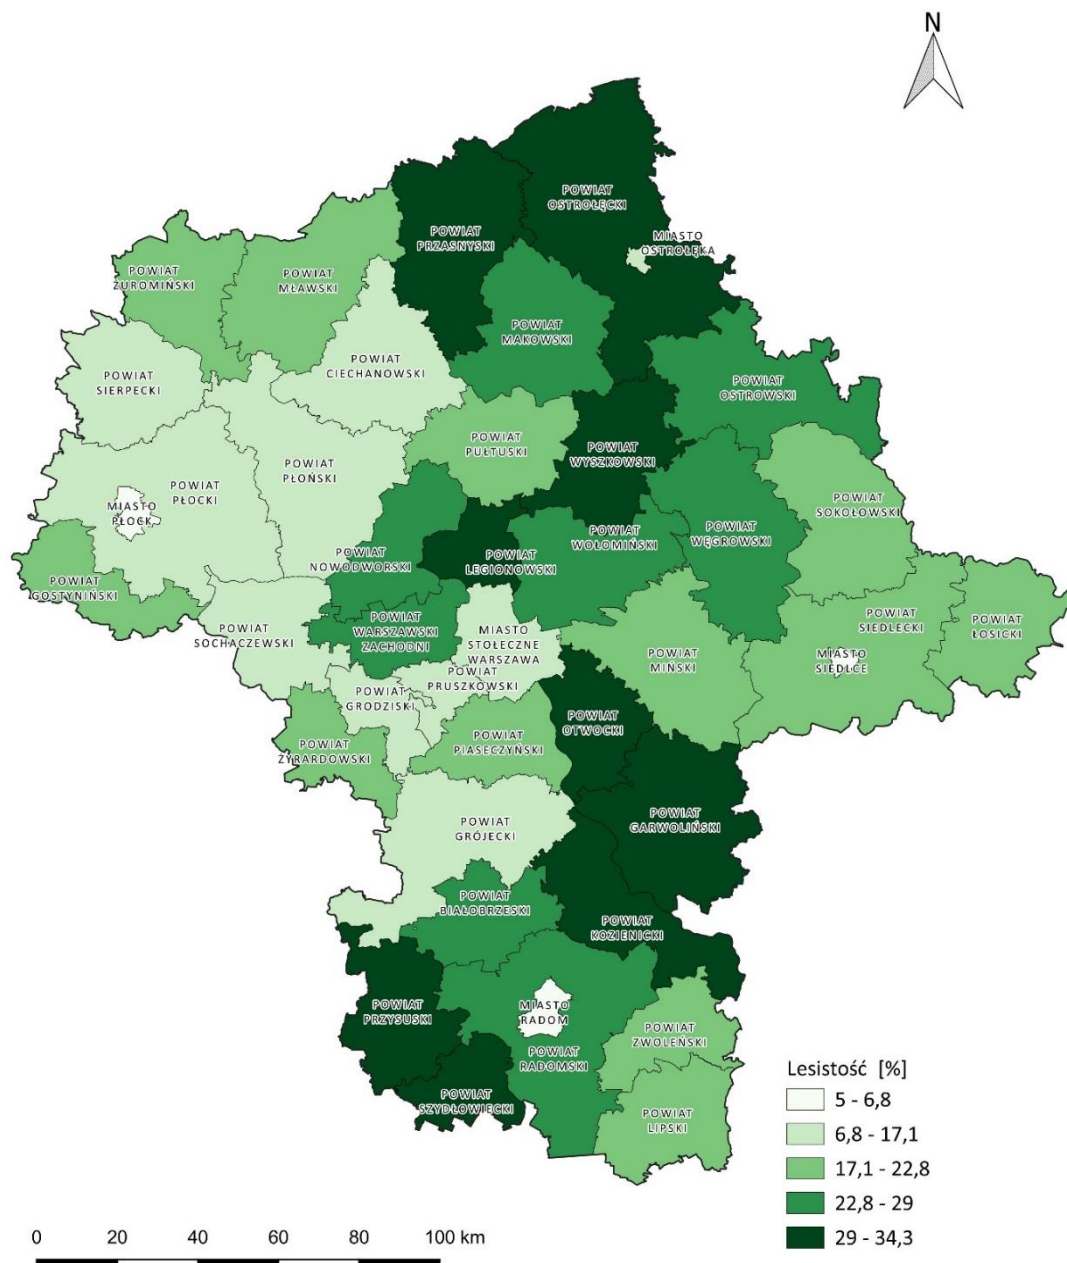 N
POWIAT
OSTROŁĘCKI
POWIAT
PRZASNYSKI
MIASTO
OSTROŁĘKA
POWIAT
ŻUROMIŃSKI
POWIAT
MŁAWSKI
POWIAT
MAKOWSKI
POWIAT
CIECHANOWSKI
POWIAT
SIERPECKI
POWIAT
OSTROWSKI
POWIAT
PUŁTUSKI
POWIAT
WYSZKOWSKI
POWIAT
PŁOŃSKI
POWIAT
PŁOCKI
MIASTO
PŁOCK
POWIAT
SOKOŁOWSKI
POWIAT
WĘGROWSKI
POWIAT
WOŁOMIŃSKI
POWIAT
NOWODWORSKI
POWIAT
LEGIONOWSKI
POWIAT
GOSTYNIŃSKI
POWIAT
SOCHACZEWSKI
POWIAT
WARSZAWSKI
ZACHODNI
MIASTO
STOŁECZNE
WARSZAWA
POWIAT
SIEDLECKI
POWIAT
ŁOSICKI
MIASTO
SIEDLCE
POWIAT
MIŃSKI
POWIAT
PRUSZKOWSKI
POWIAT
GRODZISKI
POWIAT
OTWOCKI
POWIAT
PIASECZYŃSKI
POWIAT
ŻYRARDOWSKI
POWIAT
GARWOLIŃSKI
POWIAT
GRÓJECKI
POWIAT
BIAŁOBRZESKI
POWIAT
KOZIENICKI
POWIAT
PRZYSUSKI
MIASTO
RADOM
POWIAT
ZWOLEŃSKI
POWIAT
RADOMSKI
POWIAT
SZYDŁOWIECKI
POWIAT
LIPSKI
Lesistość [%]
5 - 6,8
6,8 - 17,1
17,1 - 22,8
22,8 - 29
29 - 34,3
0 20 40 60 80 100 km